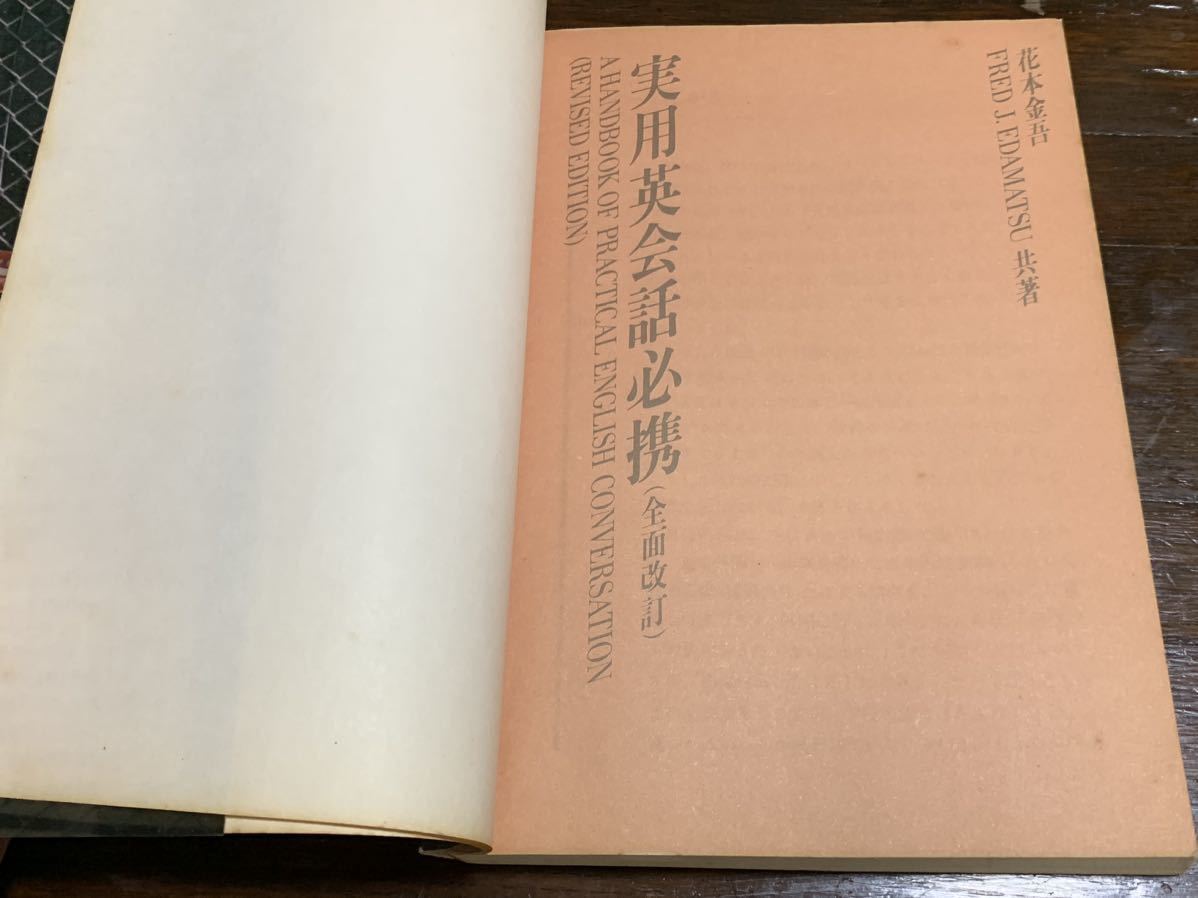 花本金吾
FRED J. EDAMATSU 共著
実用英会話必携(全面改訂)
A HANDBOOK OF PRACTICAL ENGLISH CONVERSATION
(REVISED EDITION)